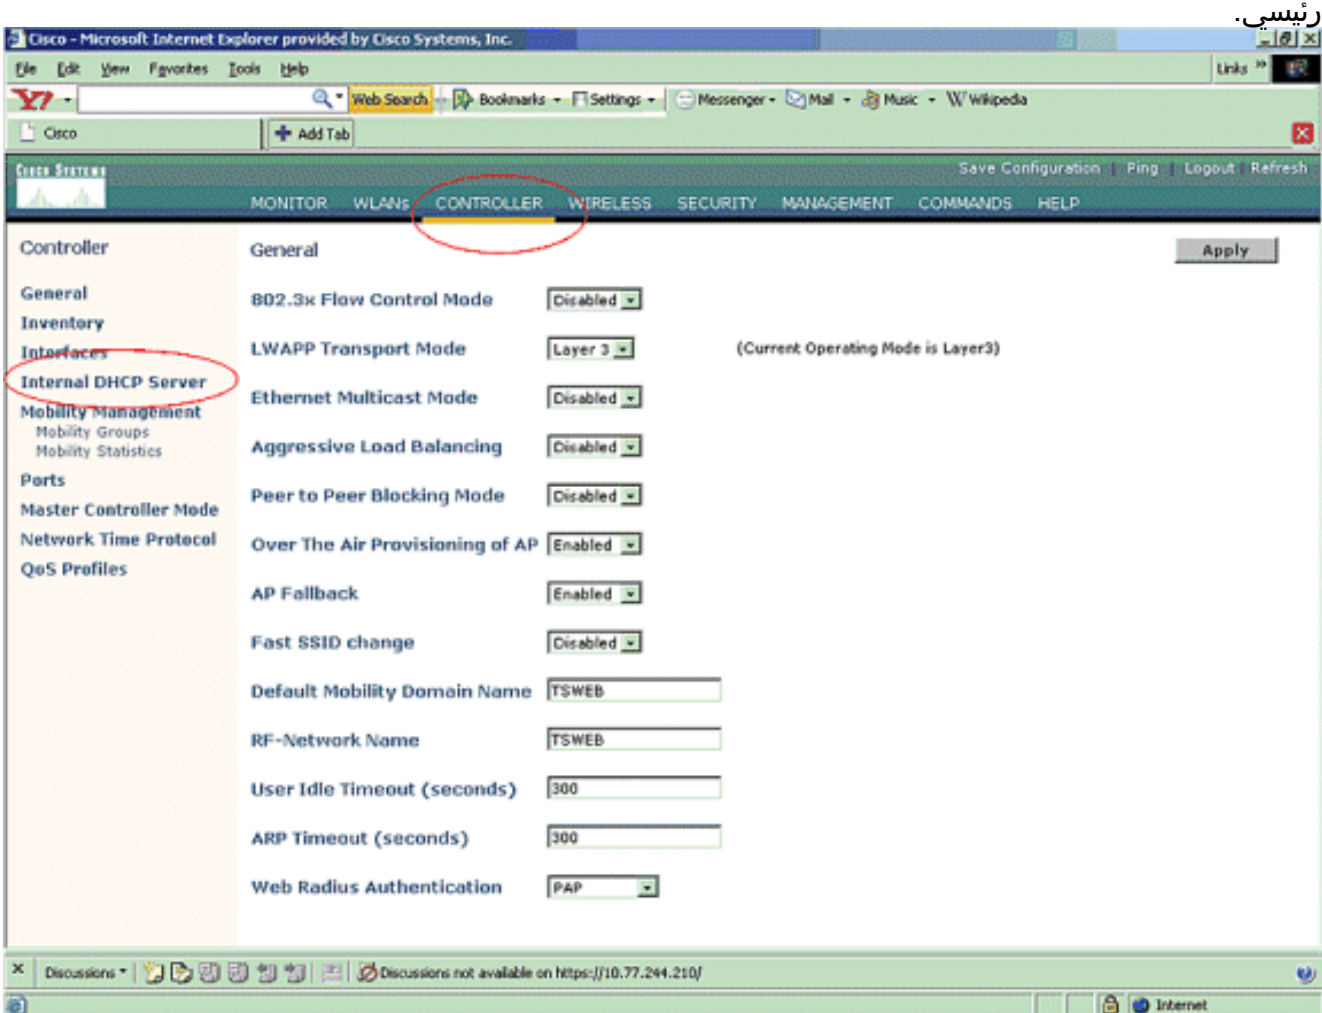 رئيسي.
Cisco - Microsoft Internet Explorer provided by Cisco Systems, Inc.
File Edit View Favorites Tools Help Links »
Y! Web Search Bookmarks Settings Messenger Mail Music W Wikipedia
Cisco Add Tab
CISCO SYSTEMS Save Configuration | Ping | Logout | Refresh
MONITOR WLANs CONTROLLER WIRELESS SECURITY MANAGEMENT COMMANDS HELP
Controller
General
Inventory
Interfaces
Internal DHCP Server
Mobility Management
Mobility Groups
Mobility Statistics
Ports
Master Controller Mode
Network Time Protocol
QoS Profiles
General Apply
802.3x Flow Control Mode Disabled
LWAPP Transport Mode Layer 3 (Current Operating Mode is Layer3)
Ethernet Multicast Mode Disabled
Aggressive Load Balancing Disabled
Peer to Peer Blocking Mode Disabled
Over The Air Provisioning of AP Enabled
AP Fallback Enabled
Fast SSID change Disabled
Default Mobility Domain Name TSWEB
RF-Network Name TSWEB
User Idle Timeout (seconds) 300
ARP Timeout (seconds) 300
Web Radius Authentication PAP
Discussions Discussions not available on https://10.77.244.210/
Internet